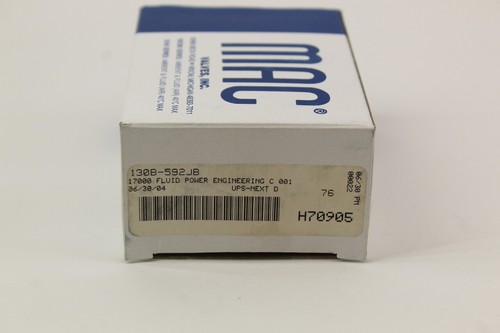 MAC®
VALVES, INC.
130B-592JB
17000 FLUID POWER ENGINEERING C 001
06/30/04 UPS-NEXT D 76
06/30 PM
00022
H70905